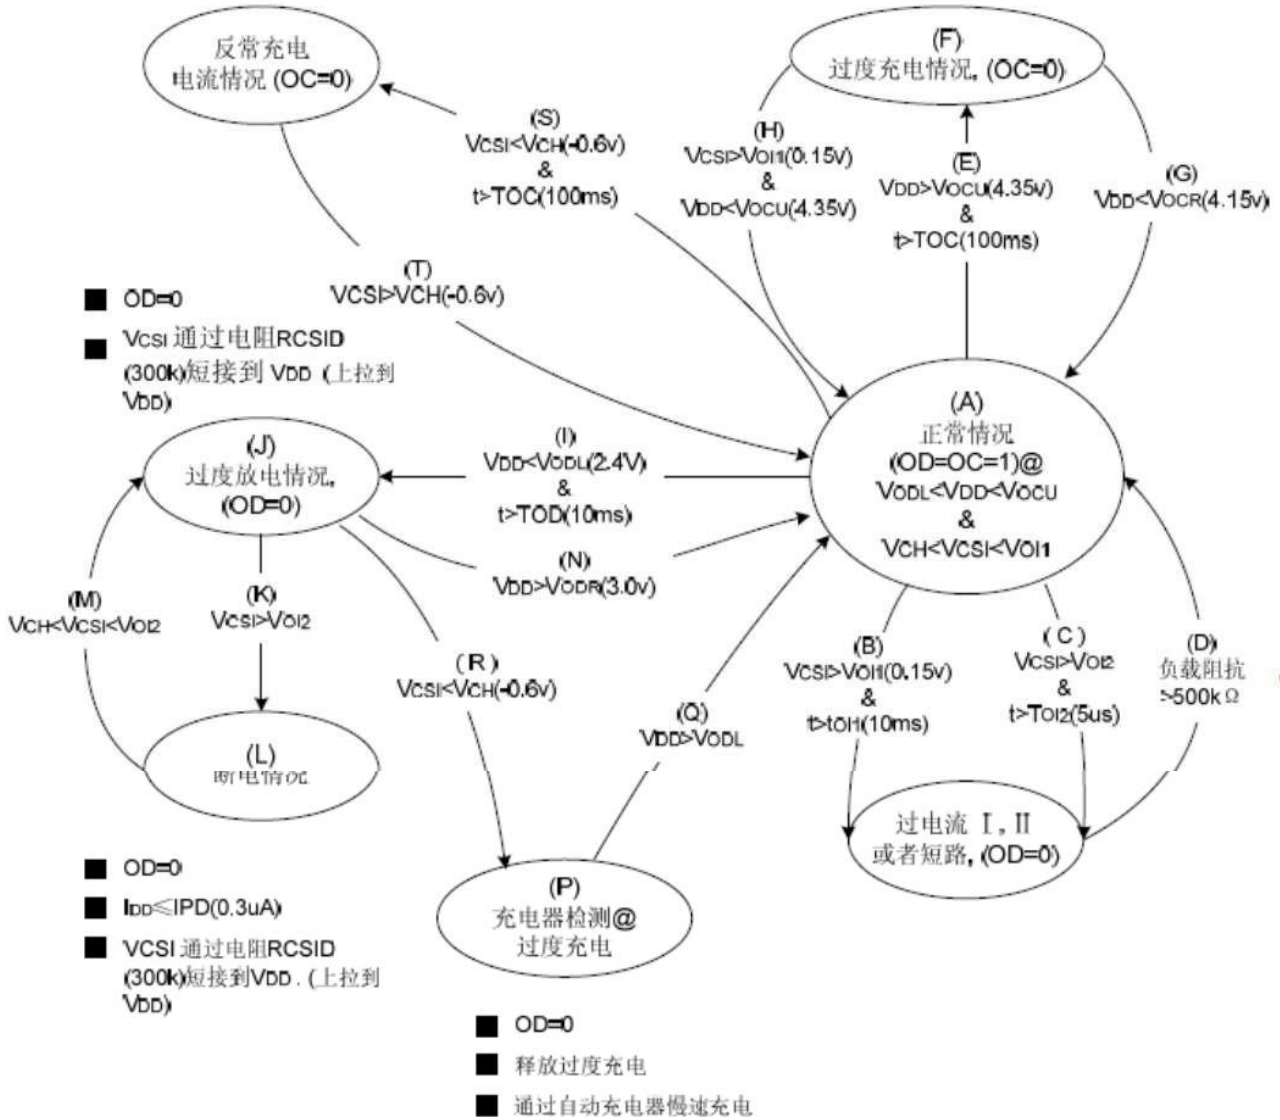 反常充电
电流情况 (OC=0)
(F)
过度充电情况, (OC=0)
(S)
VCSI<VCH(-0.6v)
&
t>TOC(100ms)
(H)
VCSI>VOI1(0.15v)
&
VDD<VOCU(4.35v)
(E)
VDD>VOCU(4.35v)
&
t>TOC(100ms)
(G)
VDD<VOCR(4.15v)
(T)
VCSI>VCH(-0.6v)
■ OD=0
■ VCSI 通过电阻RCSID
(300k)短接到 VDD (上拉到
VDD)
(A)
正常情况
(OD=OC=1)@
VODL<VDD<VOCU
&
VCH<VCSI<VOI1
(J)
过度放电情况,
(OD=0)
(I)
VDD<VODL(2.4V)
&
t>TOD(10ms)
(N)
VDD>VODR(3.0v)
(M)
VCH<VCSI<VOI2
(K)
VCSI>VOI2
(R)
VCSI<VCH(-0.6v)
(Q)
VDD>VODL
(B)
VCSI>VOI1(0.15v)
&
t>tOI1(10ms)
(C)
VCSI>VOI2
&
t>TOI2(5us)
(D)
负载阻抗
>500kΩ
(L)
断电情况
过电流 Ⅰ, Ⅱ
或者短路, (OD=0)
■ OD=0
■ IDD≤IPD(0.3uA)
■ VCSI 通过电阻RCSID
(300k)短接到VDD . (上拉到
VDD)
(P)
充电器检测@
过度充电
■ OD=0
■ 释放过度充电
■ 通过自动充电器慢速充电